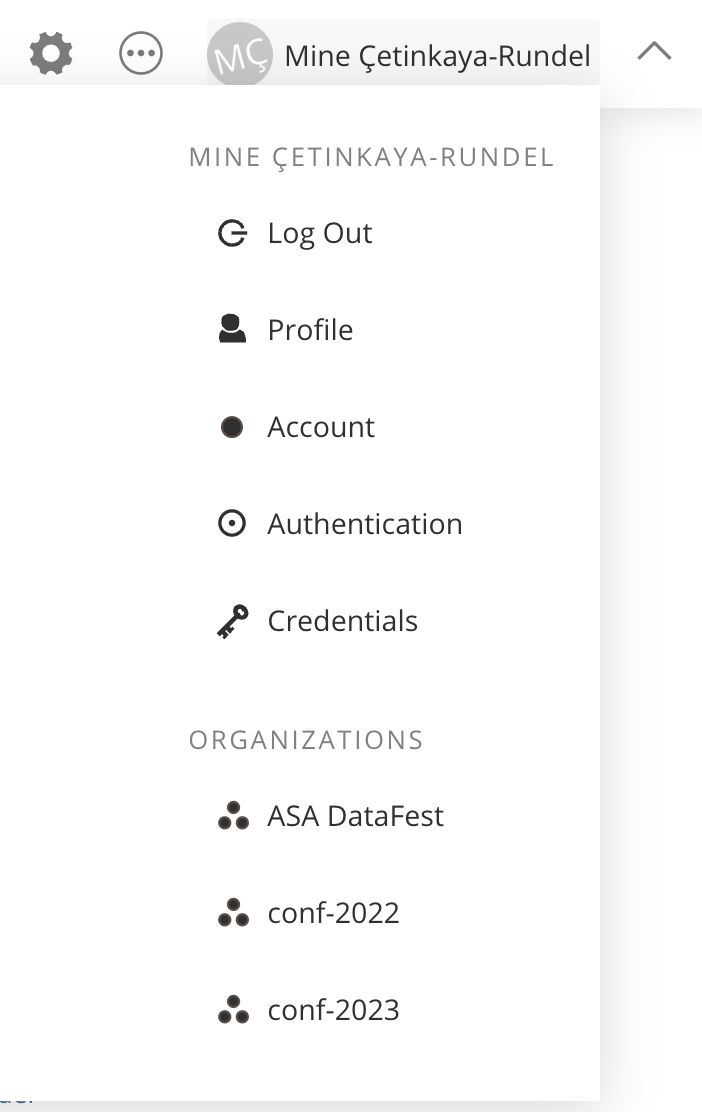 MÇ Mine Çetinkaya-Rundel
MINE ÇETINKAYA-RUNDEL
Log Out
Profile
Account
Authentication
Credentials
ORGANIZATIONS
ASA DataFest
conf-2022
conf-2023